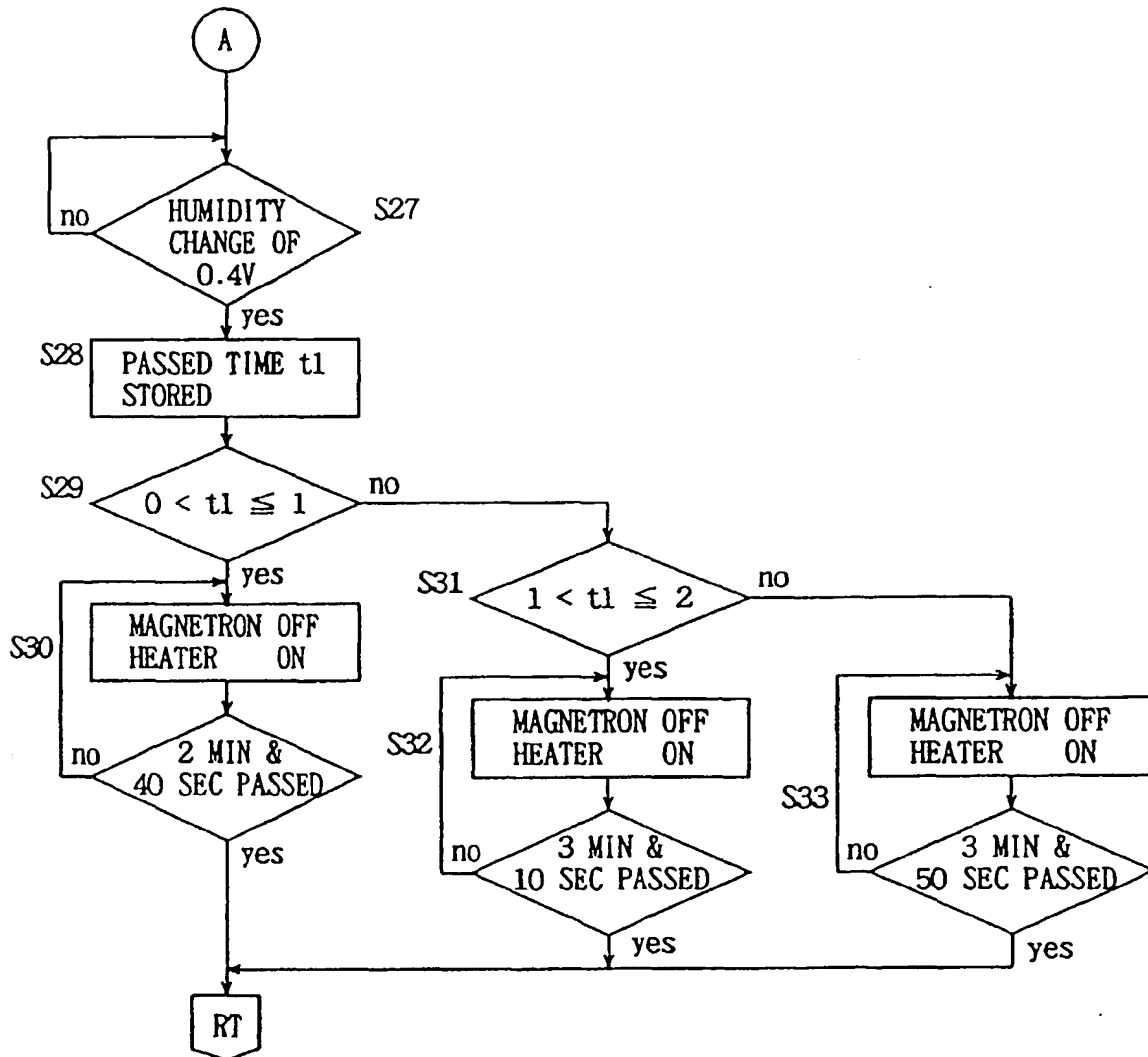 A
no
HUMIDITY
CHANGE OF
0.4V
S27
yes
S28
PASSED TIME t1
STORED
S29
0 < t1 ≦ 1
no
yes
S30
MAGNETRON OFF
HEATER ON
no
2 MIN &
40 SEC PASSED
yes
S31
1 < t1 ≦ 2
no
yes
S32
MAGNETRON OFF
HEATER ON
no
3 MIN &
10 SEC PASSED
yes
S33
MAGNETRON OFF
HEATER ON
no
3 MIN &
50 SEC PASSED
yes
RT